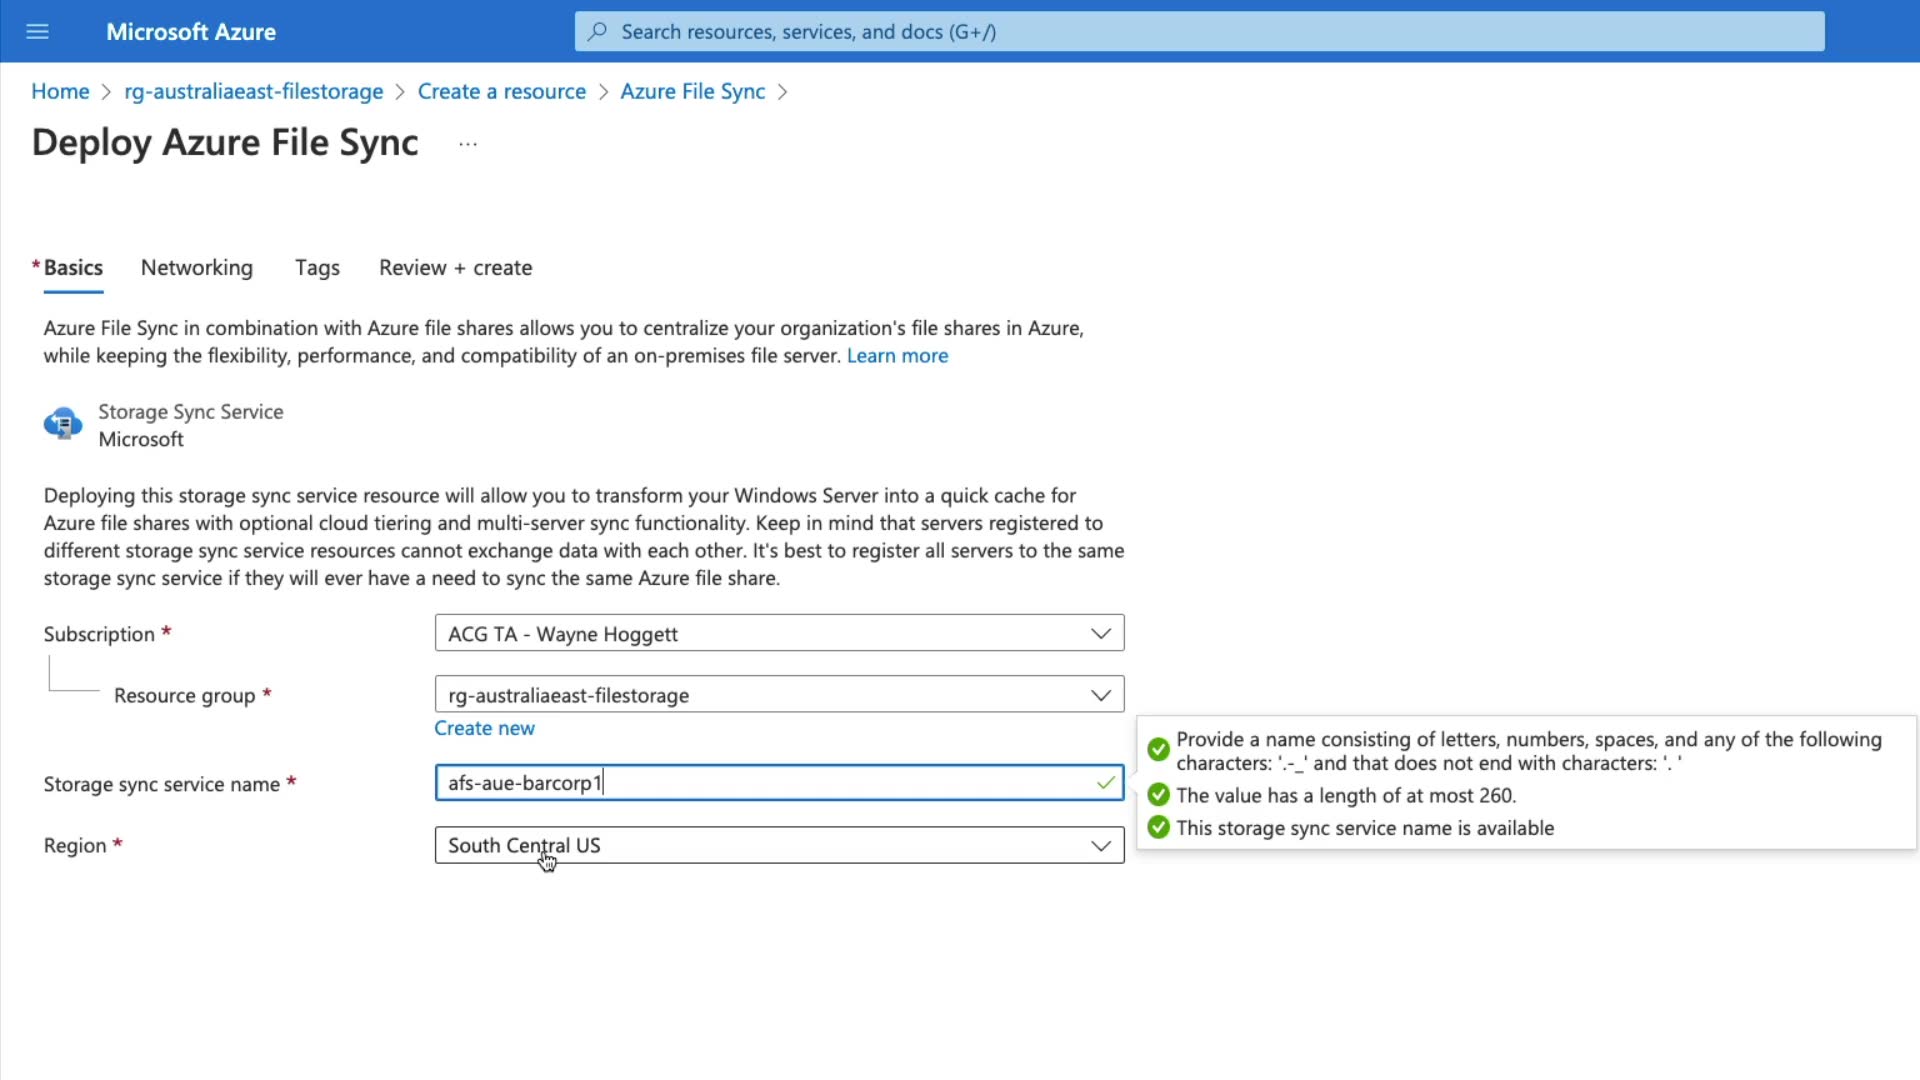 Microsoft Azure
Search resources, services, and docs (G+/)
Home > rg-australiaeast-filestorage > Create a resource > Azure File Sync >
Deploy Azure File Sync ...
* Basics Networking Tags Review + create
Azure File Sync in combination with Azure file shares allows you to centralize your organization's file shares in Azure,
while keeping the flexibility, performance, and compatibility of an on-premises file server. Learn more
Storage Sync Service
Microsoft
Deploying this storage sync service resource will allow you to transform your Windows Server into a quick cache for
Azure file shares with optional cloud tiering and multi-server sync functionality. Keep in mind that servers registered to
different storage sync service resources cannot exchange data with each other. It's best to register all servers to the same
storage sync service if they will ever have a need to sync the same Azure file share.
Subscription * ACG TA - Wayne Hoggett
Resource group * rg-australiaeast-filestorage
Create new
Provide a name consisting of letters, numbers, spaces, and any of the following
characters: '.-_' and that does not end with characters: '. '
Storage sync service name * afs-aue-barcorp1
The value has a length of at most 260.
This storage sync service name is available
Region * South Central US